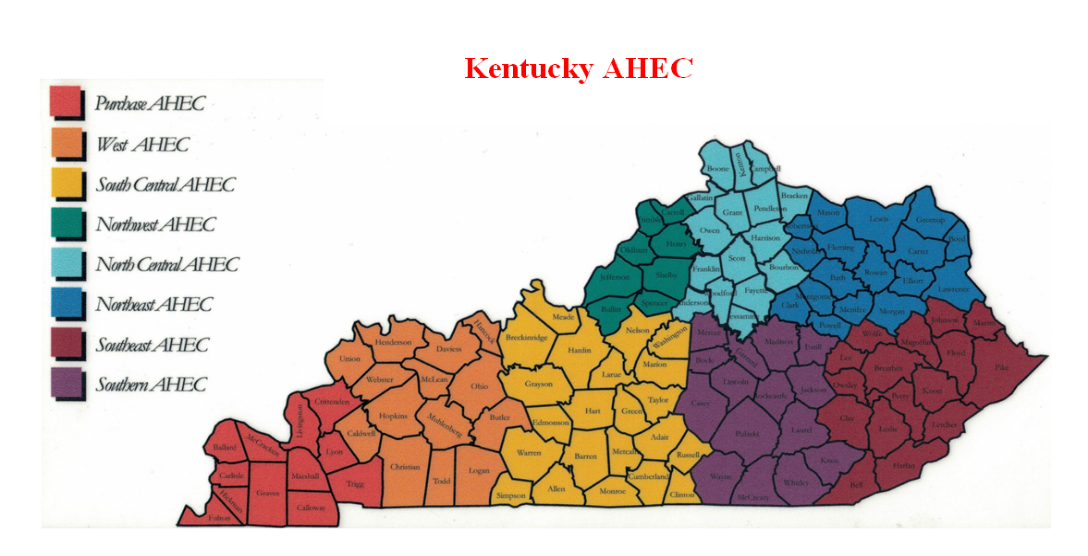 Kentucky AHEC
Purchase AHEC
West AHEC
South Central AHEC
Northwest AHEC
North Central AHEC
Northeast AHEC
Southeast AHEC
Southern AHEC
Boone
Kenton
Campbell
Gallatin
Grant
Pendleton
Bracken
Carroll
Owen
Harrison
Mason
Lewis
Greenup
Oldham
Henry
Scott
Nicholas
Fleming
Carter
Boyd
Jefferson
Shelby
Franklin
Bourbon
Bath
Rowan
Elliott
Lawrence
Bullitt
Spencer
Anderson
Woodford
Fayette
Clark
Montgomery
Menifee
Morgan
Jessamine
Powell
Meade
Nelson
Washington
Mercer
Garrard
Madison
Estill
Wolfe
Magoffin
Johnson
Martin
Hancock
Breckinridge
Hardin
Larue
Marion
Boyle
Lincoln
Lee
Breathitt
Floyd
Pike
Union
Henderson
Daviess
Webster
McLean
Ohio
Grayson
Hart
Green
Taylor
Casey
Rockcastle
Jackson
Owsley
Perry
Knott
Crittenden
Livingston
Hopkins
Muhlenberg
Butler
Edmonson
Adair
Pulaski
Laurel
Clay
Leslie
Letcher
Caldwell
Lyon
Ballard
McCracken
Warren
Barren
Metcalfe
Russell
Knox
Harlan
Carlisle
Graves
Marshall
Trigg
Christian
Todd
Logan
Simpson
Allen
Monroe
Cumberland
Clinton
Wayne
McCreary
Whitley
Bell
Hickman
Fulton
Calloway